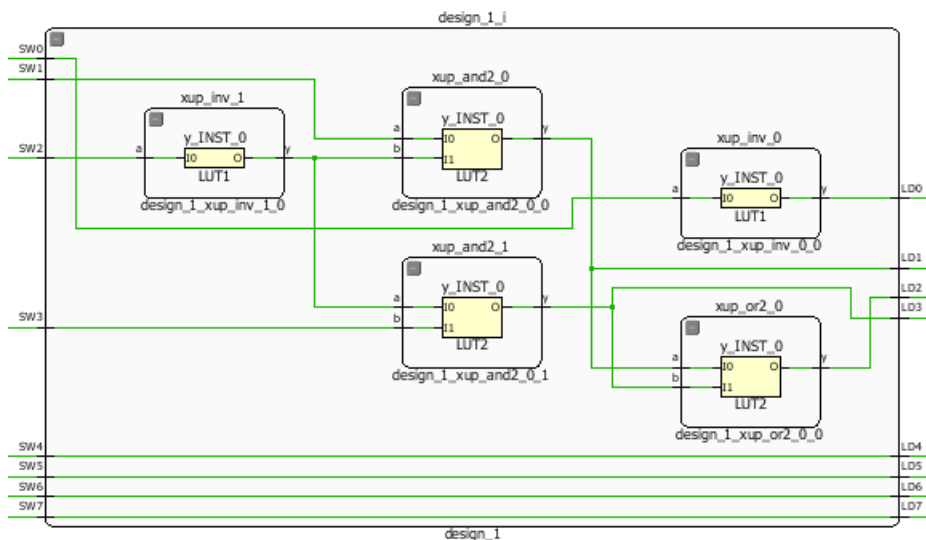 design_1_i
SW0
SW1
xup_and2_0
xup_inv_1
y_INST_0
a
I0
O
y
b
I1
LUT2
design_1_xup_and2_0_0
SW2
y_INST_0
a
I0
O
y
LUT1
design_1_xup_inv_1_0
xup_inv_0
y_INST_0
a
I0
O
y
LUT1
design_1_xup_inv_0_0
LD0
xup_and2_1
y_INST_0
a
I0
O
y
b
I1
LUT2
design_1_xup_and2_0_1
SW3
LD1
LD2
LD3
xup_or2_0
y_INST_0
a
I0
O
y
b
I1
LUT2
design_1_xup_or2_0_0
SW4
LD4
SW5
LD5
SW6
LD6
SW7
LD7
design_1